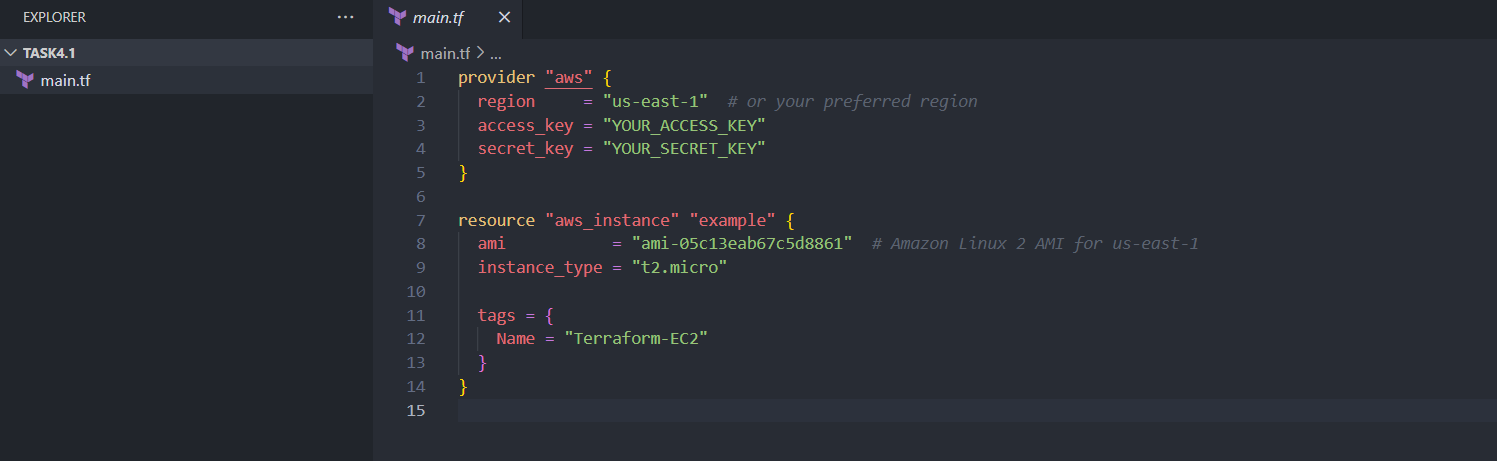 EXPLORER ...
TASK4.1
main.tf
main.tf
main.tf > ...
1 provider "aws" {
2 region     = "us-east-1"  # or your preferred region
3 access_key = "YOUR_ACCESS_KEY"
4 secret_key = "YOUR_SECRET_KEY"
5 }
6
7 resource "aws_instance" "example" {
8 ami           = "ami-05c13eab67c5d8861"  # Amazon Linux 2 AMI for us-east-1
9 instance_type = "t2.micro"
10
11 tags = {
12 Name = "Terraform-EC2"
13 }
14 }
15